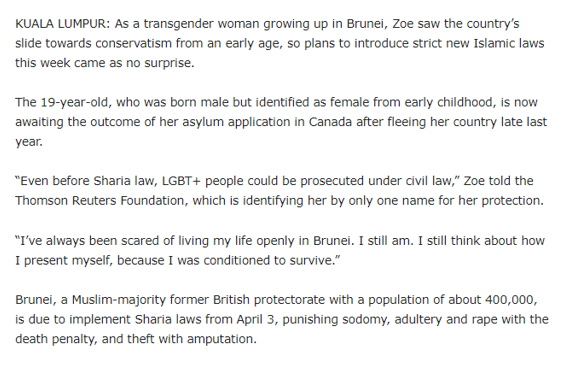 KUALA LUMPUR: As a transgender woman growing up in Brunei, Zoe saw the country’s
slide towards conservatism from an early age, so plans to introduce strict new Islamic laws
this week came as no surprise.
The 19-year-old, who was born male but identified as female from early childhood, is now
awaiting the outcome of her asylum application in Canada after fleeing her country late last
year.
“Even before Sharia law, LGBT+ people could be prosecuted under civil law,” Zoe told the
Thomson Reuters Foundation, which is identifying her by only one name for her protection.
“I’ve always been scared of living my life openly in Brunei. I still am. I still think about how
I present myself, because I was conditioned to survive.”
Brunei, a Muslim-majority former British protectorate with a population of about 400,000,
is due to implement Sharia laws from April 3, punishing sodomy, adultery and rape with the
death penalty, and theft with amputation.